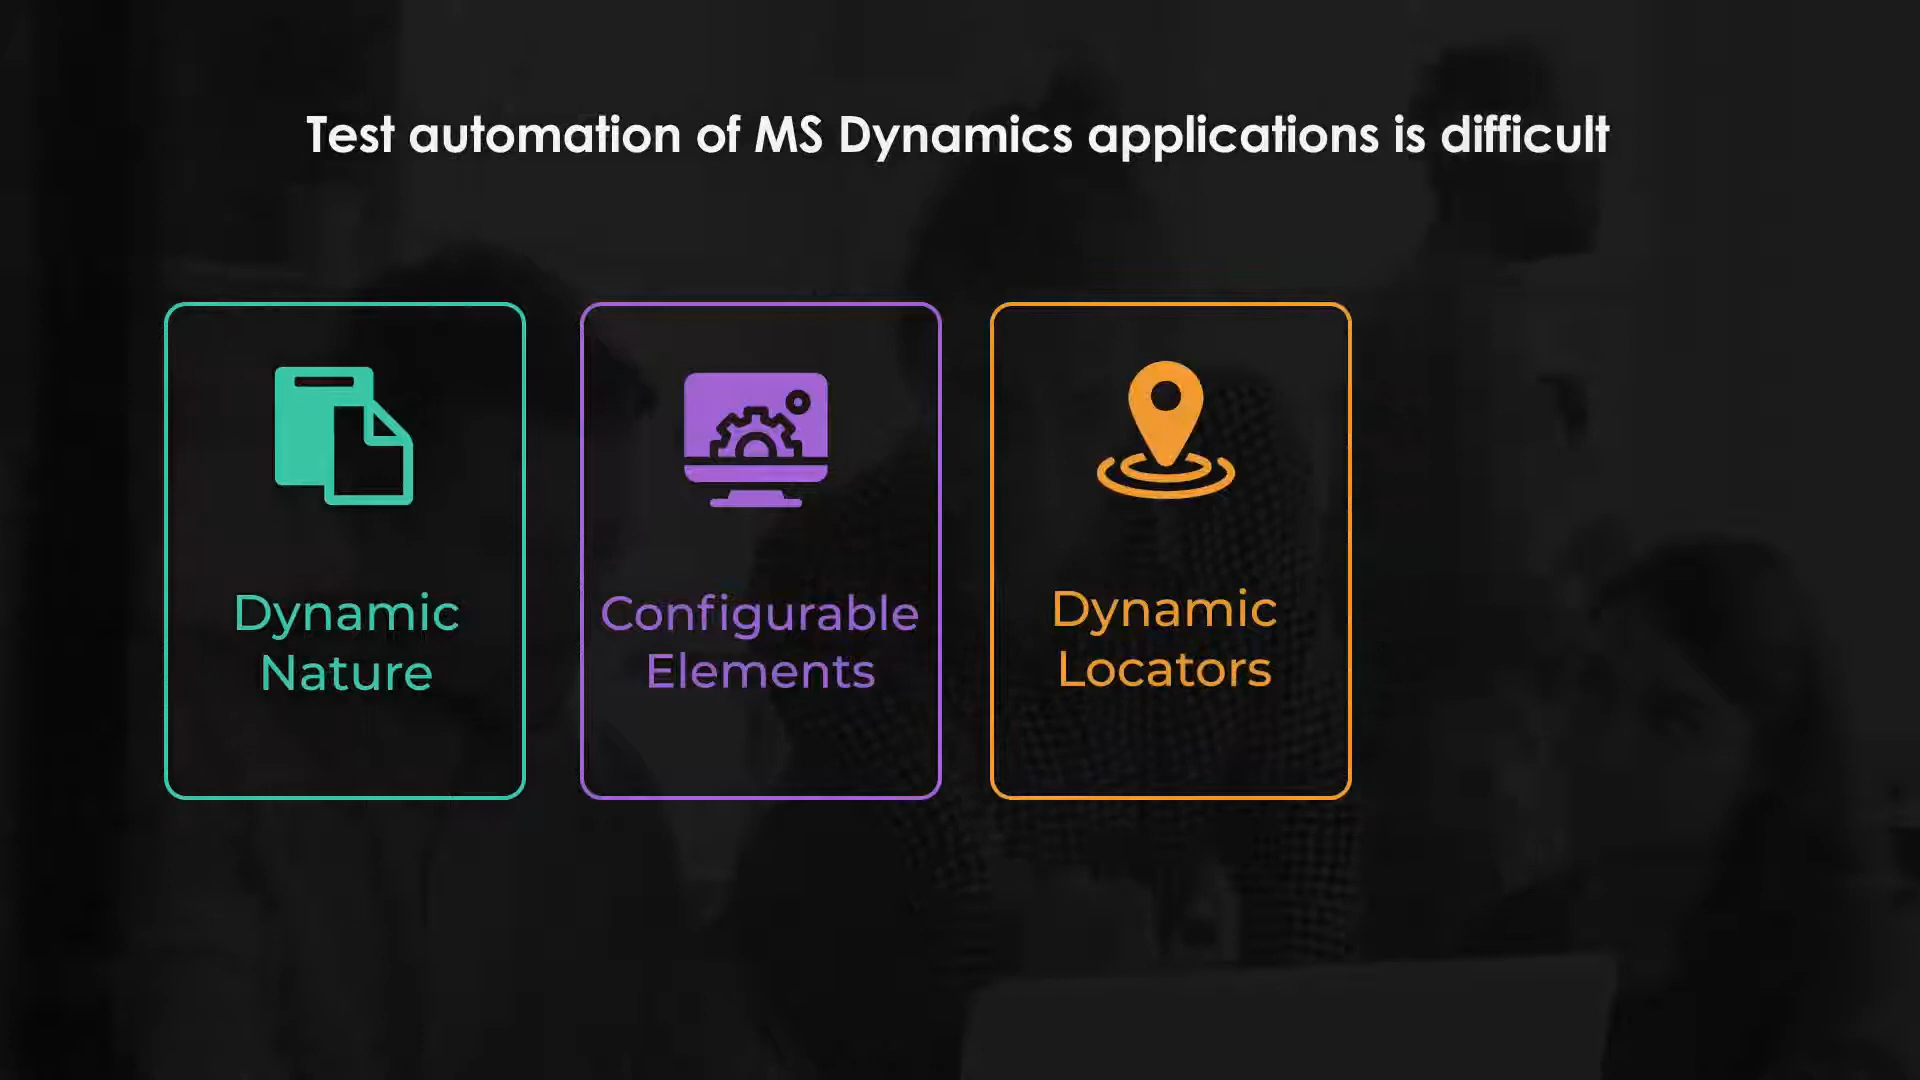 Test automation of MS Dynamics applications is difficult
Dynamic
Nature
Configurable
Elements
Dynamic
Locators